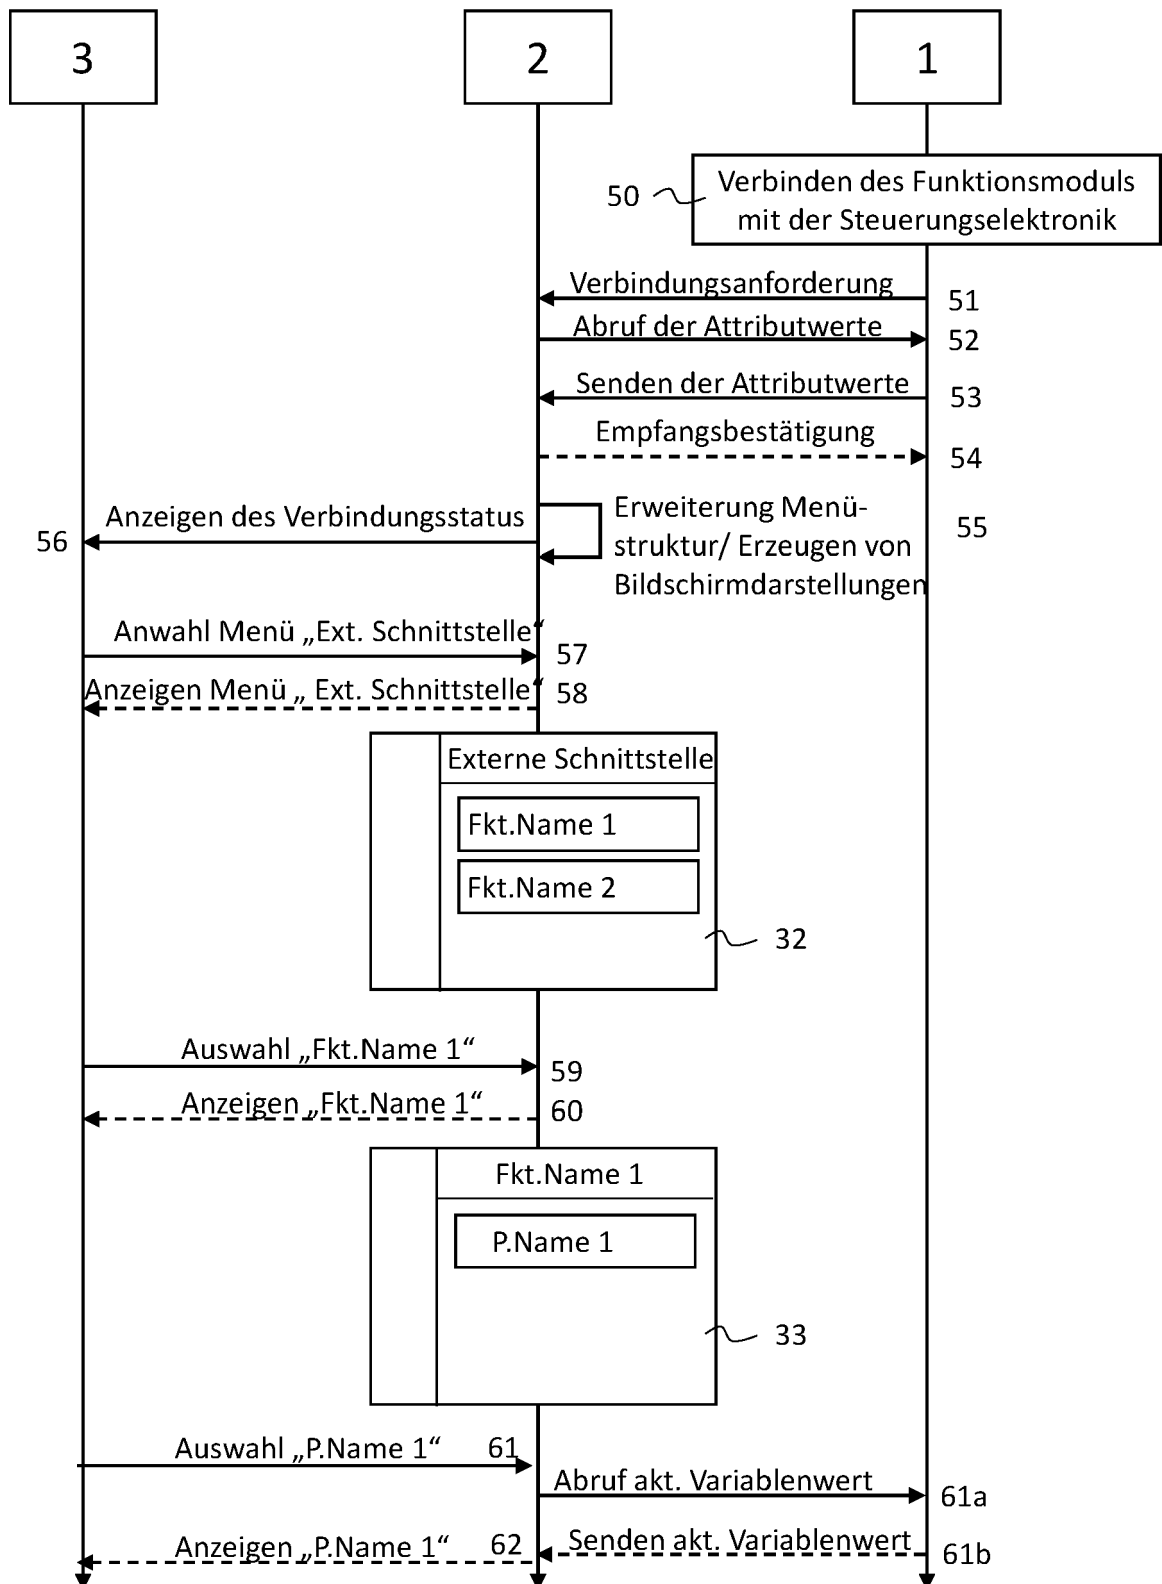 3
2
1
50
Verbinden des Funktionsmoduls
mit der Steuerungselektronik
Verbindungsanforderung
51
Abruf der Attributwerte
52
Senden der Attributwerte
53
Empfangsbestätigung
54
Anzeigen des Verbindungsstatus
56
Erweiterung Menü-
struktur/ Erzeugen von
Bildschirmdarstellungen
55
Anwahl Menü „Ext. Schnittstelle“
57
Anzeigen Menü „ Ext. Schnittstelle“
58
Externe Schnittstelle
Fkt.Name 1
Fkt.Name 2
32
Auswahl „Fkt.Name 1“
59
Anzeigen „Fkt.Name 1“
60
Fkt.Name 1
P.Name 1
33
Auswahl „P.Name 1“
61
Abruf akt. Variablenwert
61a
Anzeigen „P.Name 1“
62
Senden akt. Variablenwert
61b